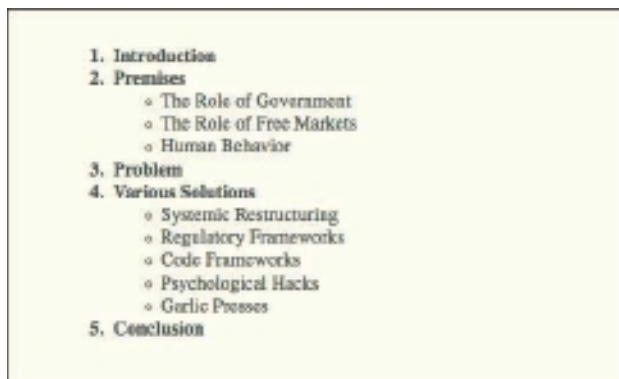 1. Introduction
2. Premises
◦ The Role of Government
◦ The Role of Free Markets
◦ Human Behavior
3. Problem
4. Various Solutions
◦ Systemic Restructuring
◦ Regulatory Frameworks
◦ Code Frameworks
◦ Psychological Hacks
◦ Garlic Presses
5. Conclusion